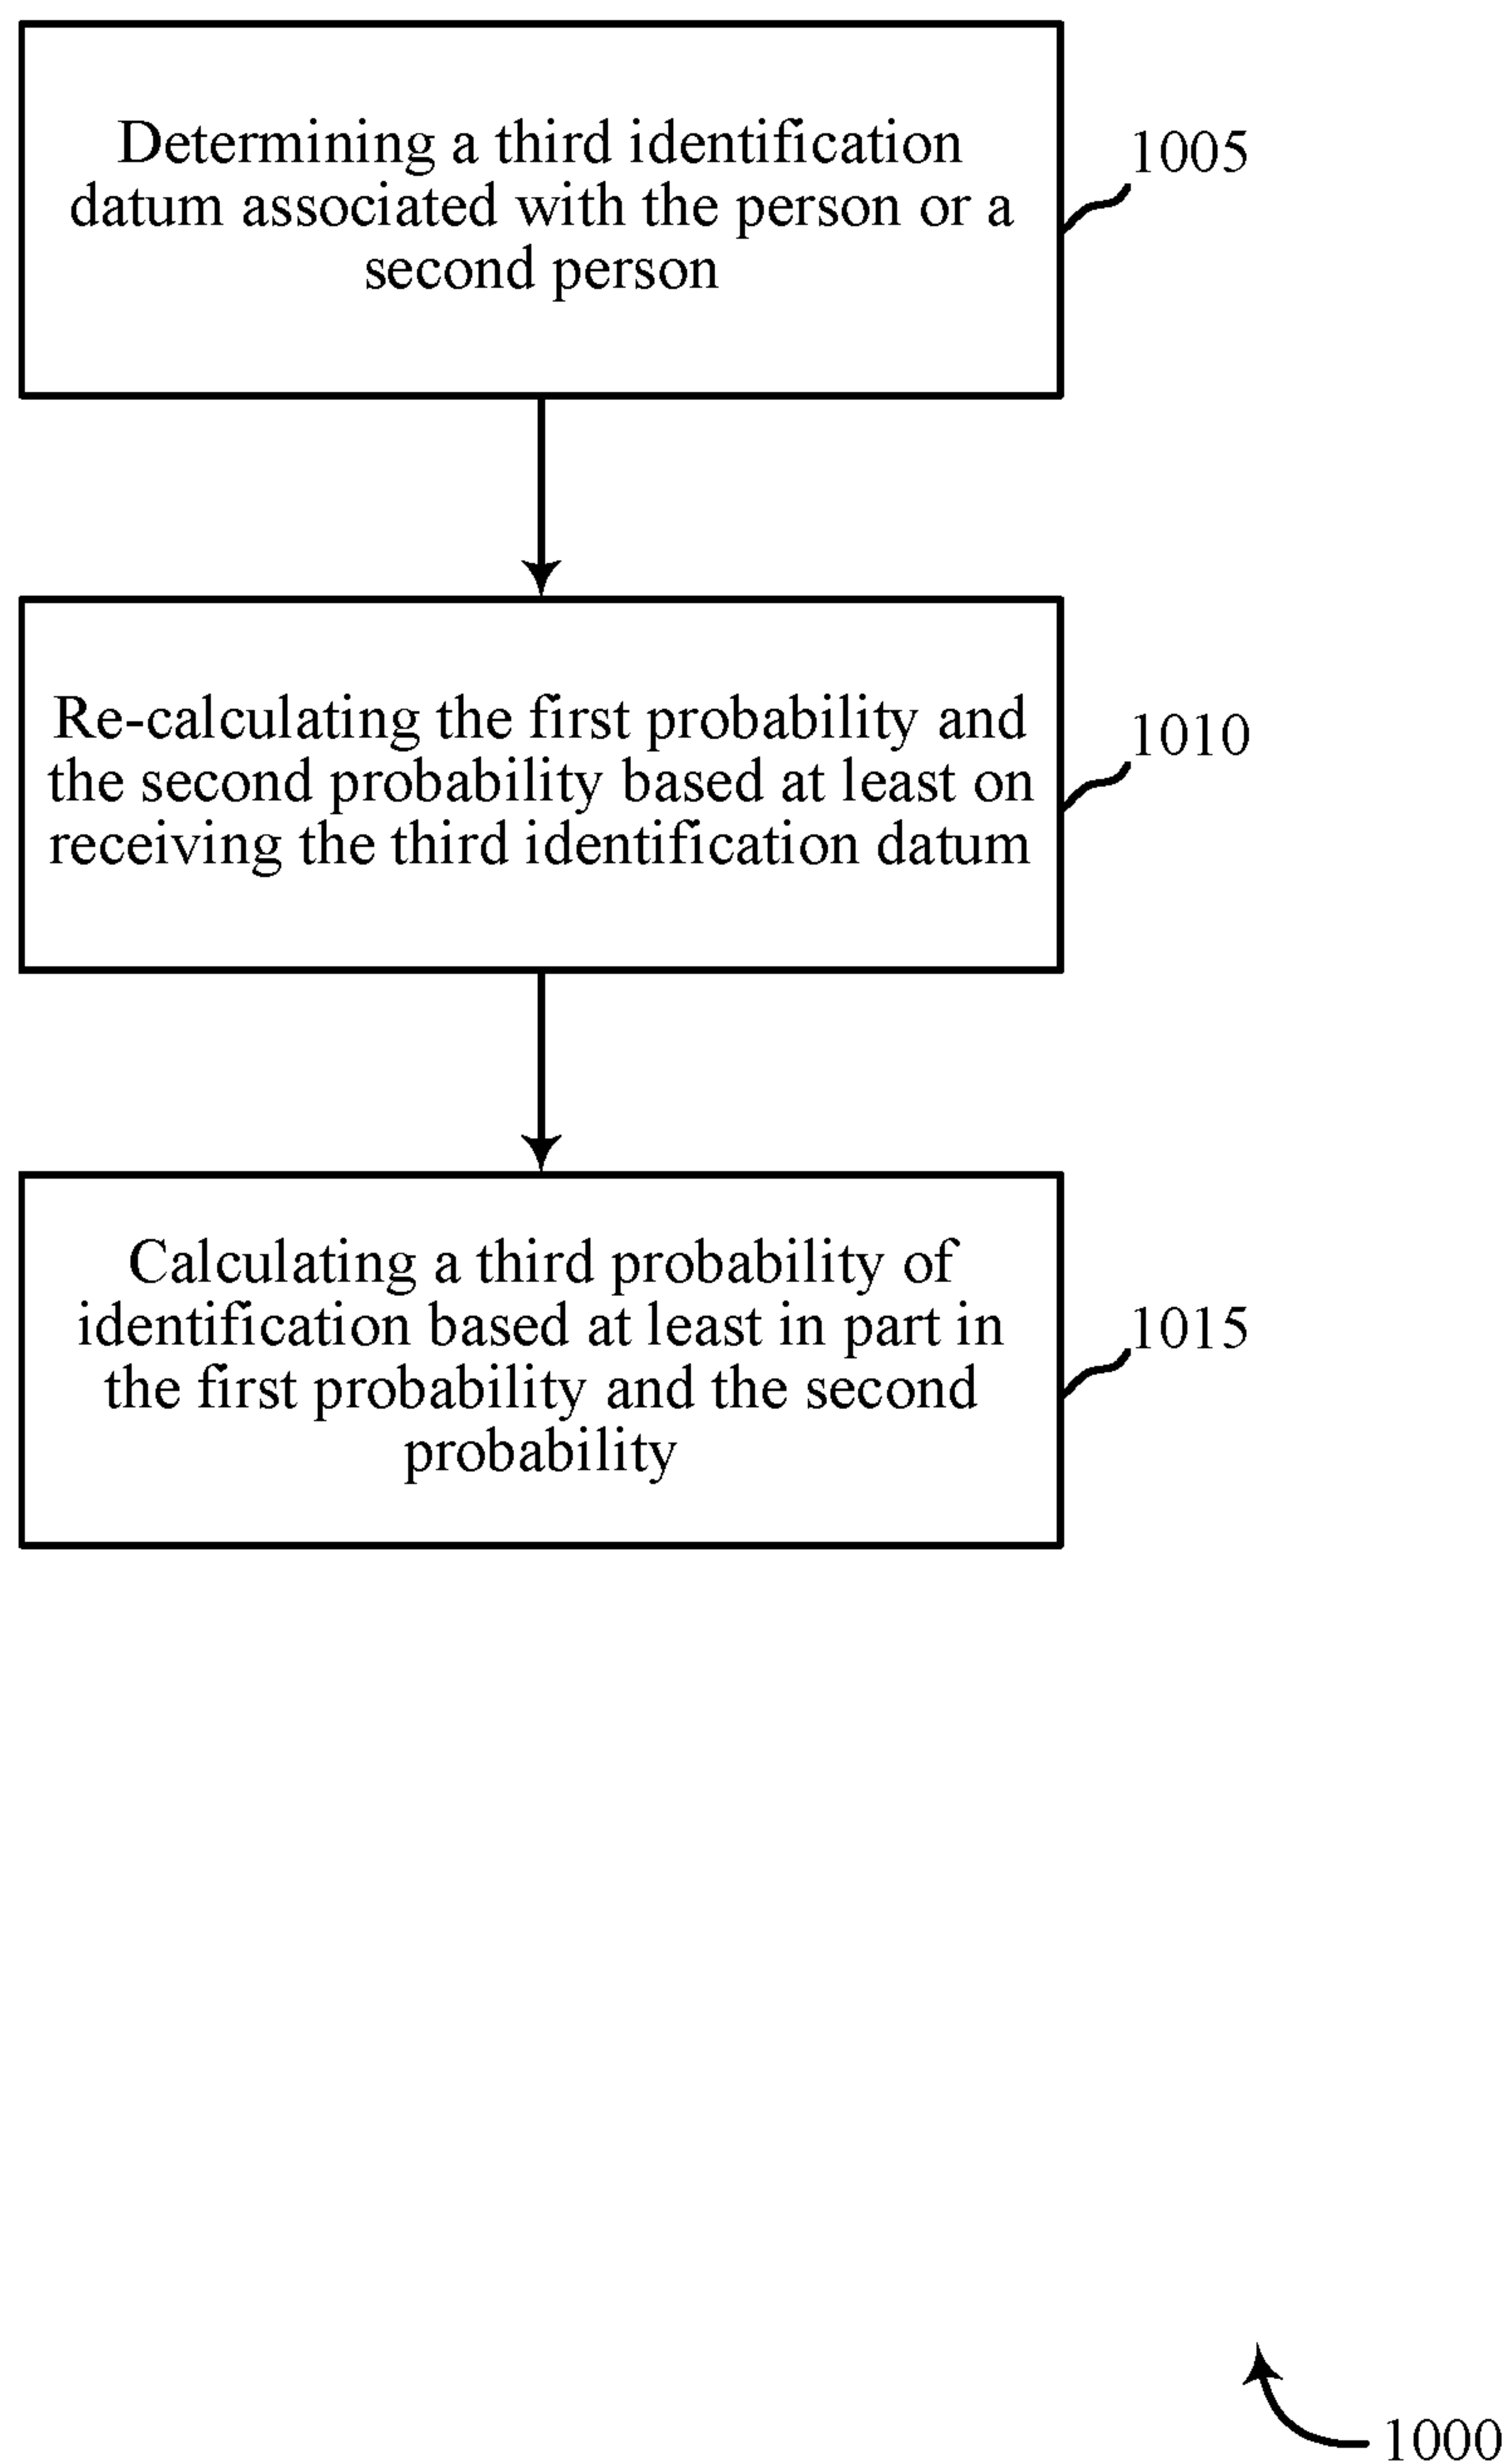 Determining a third identification
datum associated with the person or a
second person
1005
Re-calculating the first probability and
the second probability based at least on
receiving the third identification datum
1010
Calculating a third probability of
identification based at least in part in
the first probability and the second
probability
1015
1000